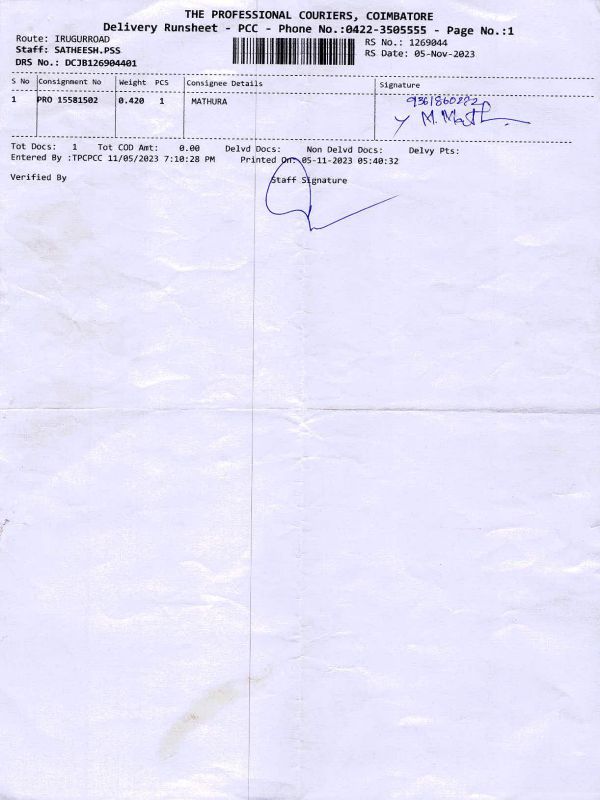 THE PROFESSIONAL COURIERS, COIMBATORE
Delivery Runsheet - PCC - Phone No.:0422-3505555 - Page No.:1
Route: IRUGURROAD
RS No.: 1269044
Staff: SATHEESH.PSS
RS Date: 05-Nov-2023
DRS No.: DCJB126904401
S No Consignment No Weight PCS Consignee Details Signature
1 PRO 15581502 0.420 1 MATHURA
9361860282
Tot Docs: 1 Tot COD Amt: 0.00 Delvd Docs: Non Delvd Docs: Delvy Pts:
Entered By :TPCPCC 11/05/2023 7:10:28 PM Printed On: 05-11-2023 05:40:32
Verified By Staff Signature